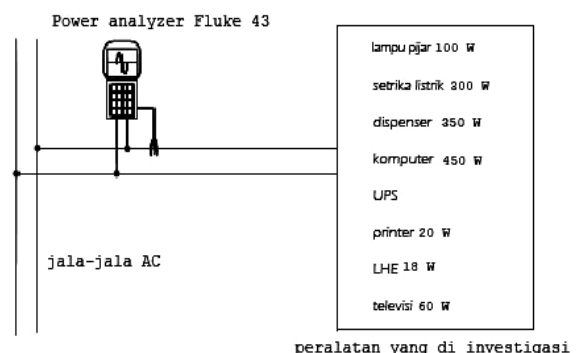 Power analyzer Fluke 43
lampu pijar 100 W
setrika listrik 300 W
dispenser 350 W
komputer 450 W
UPS
printer 20 W
LHE 18 W
televisi 60 W
jala-jala AC
peralatan yang di investigasi